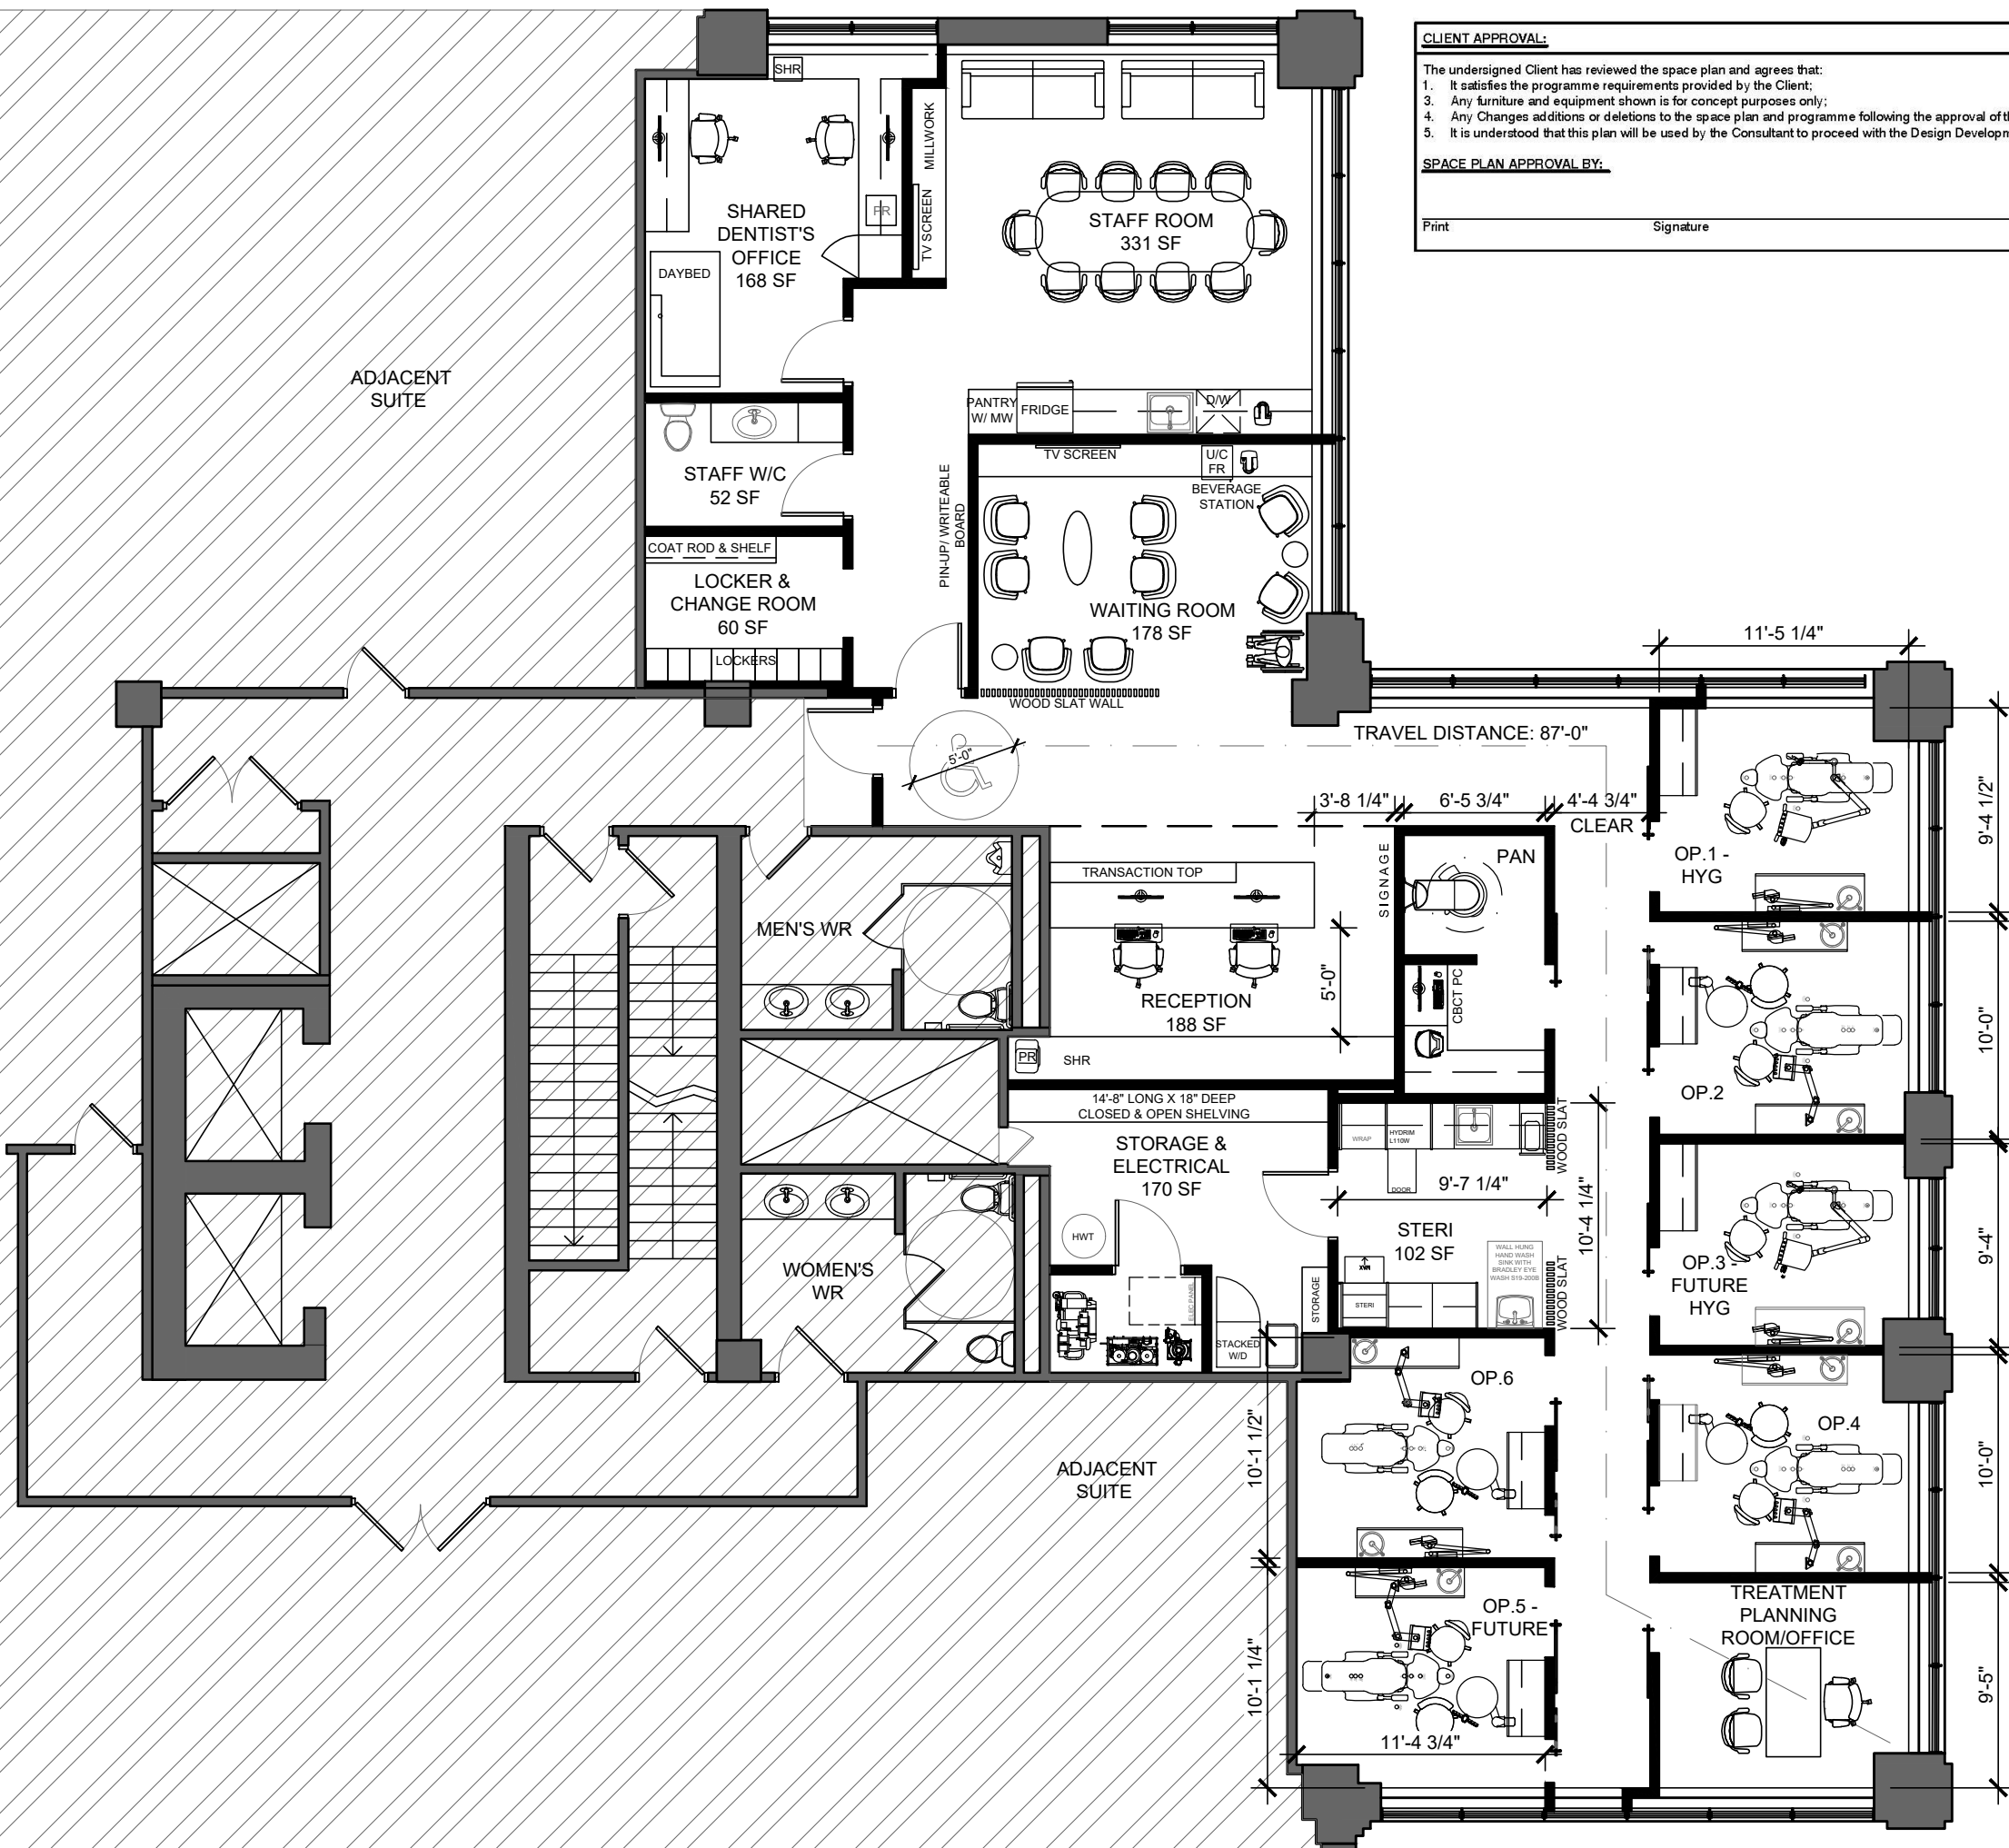 CLIENT APPROVAL:
The undersigned Client has reviewed the space plan and agrees that:
1. It satisfies the programme requirements provided by the Client;
3. Any furniture and equipment shown is for concept purposes only;
4. Any Changes additions or deletions to the space plan and programme following the approval of
5. It is understood that this plan will be used by the Consultant to proceed with the Design
SPACE PLAN APPROVAL BY:
Print
Signature
SHR
MILLWORK
TV SCREEN
SHARED
DENTIST'S
OFFICE
168 SF
PR
DAYBED
STAFF ROOM
331 SF
ADJACENT
SUITE
PANTRY
W/ MW
FRIDGE
D/W
STAFF W/C
52 SF
TV SCREEN
U/C
FR
BEVERAGE
STATION
PIN-UP/ WRITEABLE
BOARD
COAT ROD & SHELF
LOCKER &
CHANGE ROOM
60 SF
LOCKERS
WAITING ROOM
178 SF
WOOD SLAT WALL
11'-5 1/4"
TRAVEL DISTANCE: 87'-0"
5'-0"
3'-8 1/4"
6'-5 3/4"
4'-4 3/4"
CLEAR
9'-4 1/2"
OP.1 -
HYG
PAN
SIGNAGE
TRANSACTION TOP
MEN'S WR
RECEPTION
188 SF
5'-0"
CBCT PC
10'-0"
OP.2
PR
SHR
14'-8" LONG X 18" DEEP
CLOSED & OPEN SHELVING
STORAGE &
ELECTRICAL
170 SF
WRAP
HYDRIM
L110W
DOOR
WOOD SLAT
9'-7 1/4"
10'-4 1/4"
STERI
102 SF
HWT
WALL HUNG
HAND WASH
SINK WITH
BRADLEY EYE
WASH S19-200B
WOOD SLAT
STERI
STORAGE
ELEC PANEL
STACKED
W/D
WOMEN'S
WR
OP.3 -
FUTURE
HYG
9'-4"
OP.6
OP.4
10'-1 1/2"
10'-0"
ADJACENT
SUITE
OP.5 -
FUTURE
TREATMENT
PLANNING
ROOM/OFFICE
10'-1 1/4"
9'-5"
11'-4 3/4"